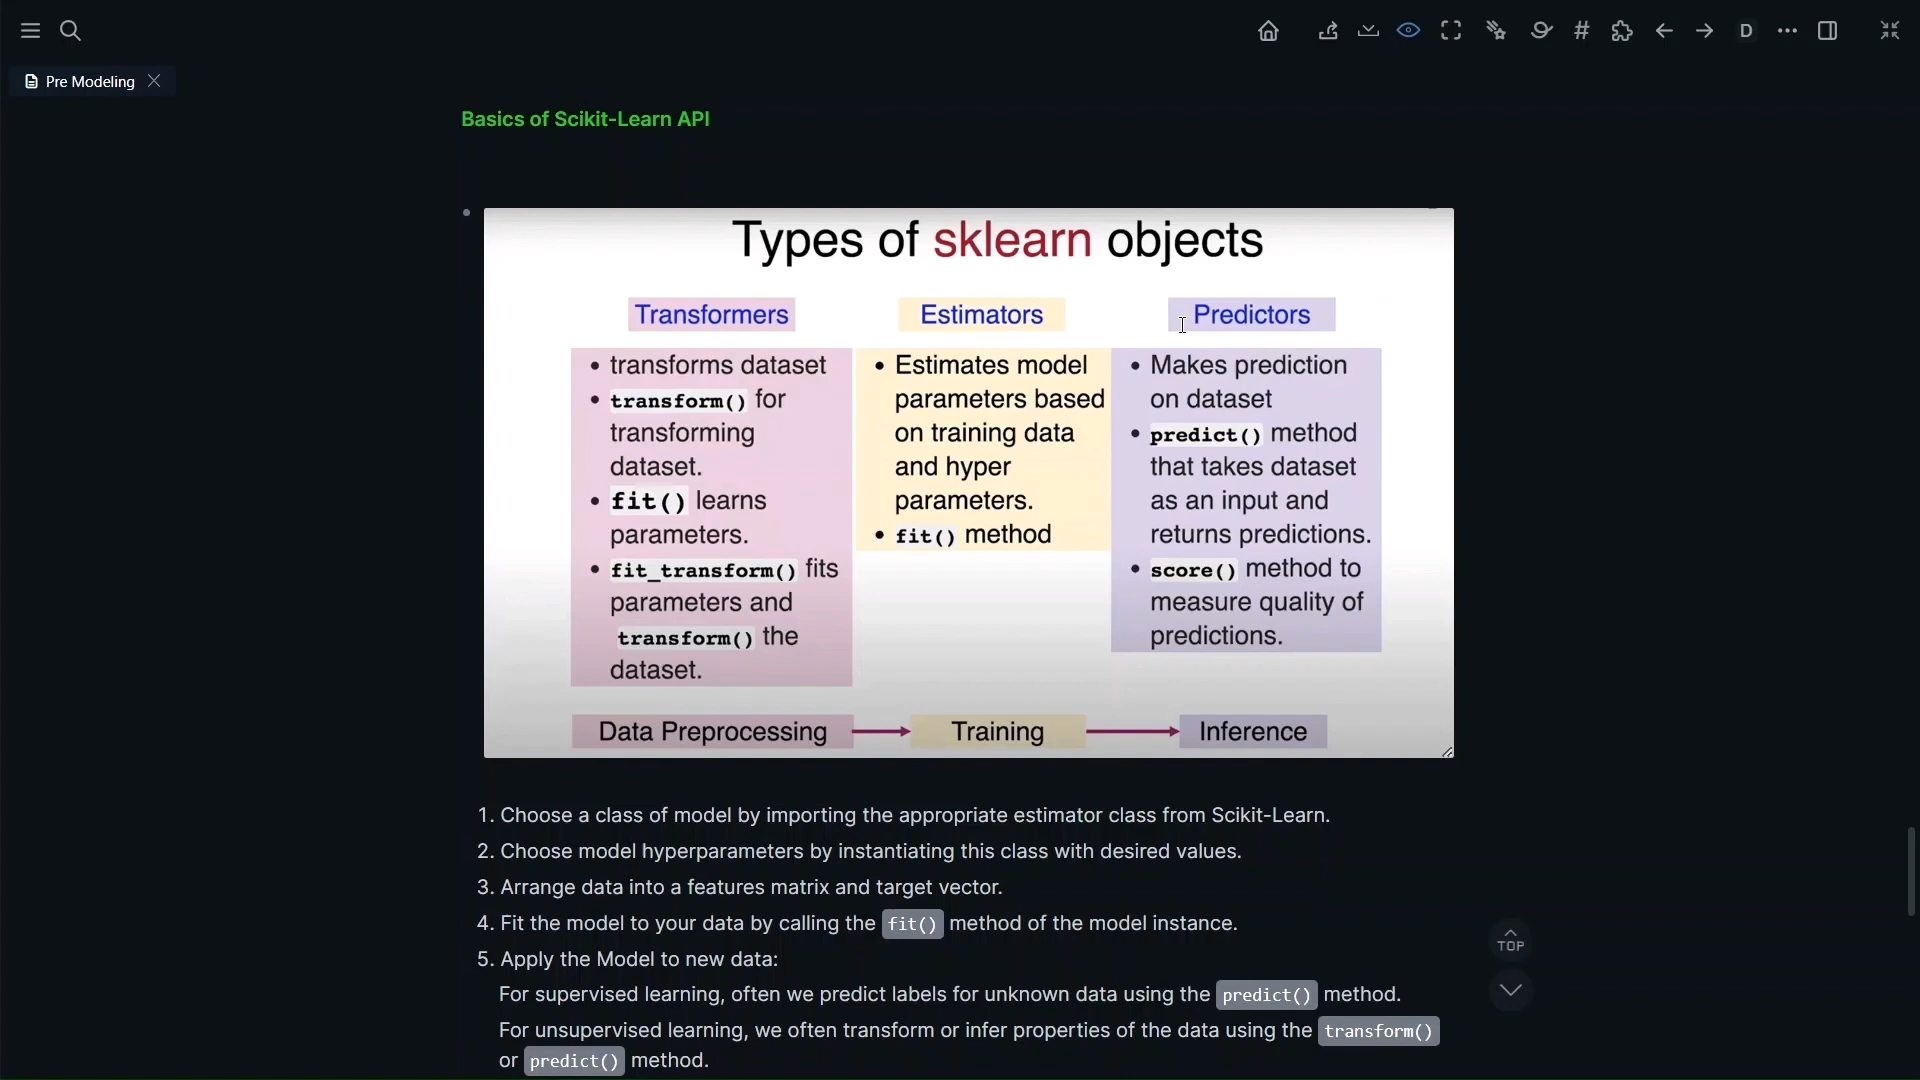 Pre Modeling
Basics of Scikit-Learn API
Types of sklearn objects
Transformers
• transforms dataset
• transform() for
transforming
dataset.
• fit() learns
parameters.
• fit_transform() fits
parameters and
transform() the
dataset.
Estimators
• Estimates model
parameters based
on training data
and hyper
parameters.
• fit() method
Predictors
• Makes prediction
on dataset
• predict() method
that takes dataset
as an input and
returns predictions.
• score() method to
measure quality of
predictions.
Data Preprocessing
Training
Inference
1. Choose a class of model by importing the appropriate estimator class from Scikit-Learn.
2. Choose model hyperparameters by instantiating this class with desired values.
3. Arrange data into a features matrix and target vector.
4. Fit the model to your data by calling the fit() method of the model instance.
5. Apply the Model to new data:
For supervised learning, often we predict labels for unknown data using the predict() method.
For unsupervised learning, we often transform or infer properties of the data using the transform()
or predict() method.
TOP
D
#